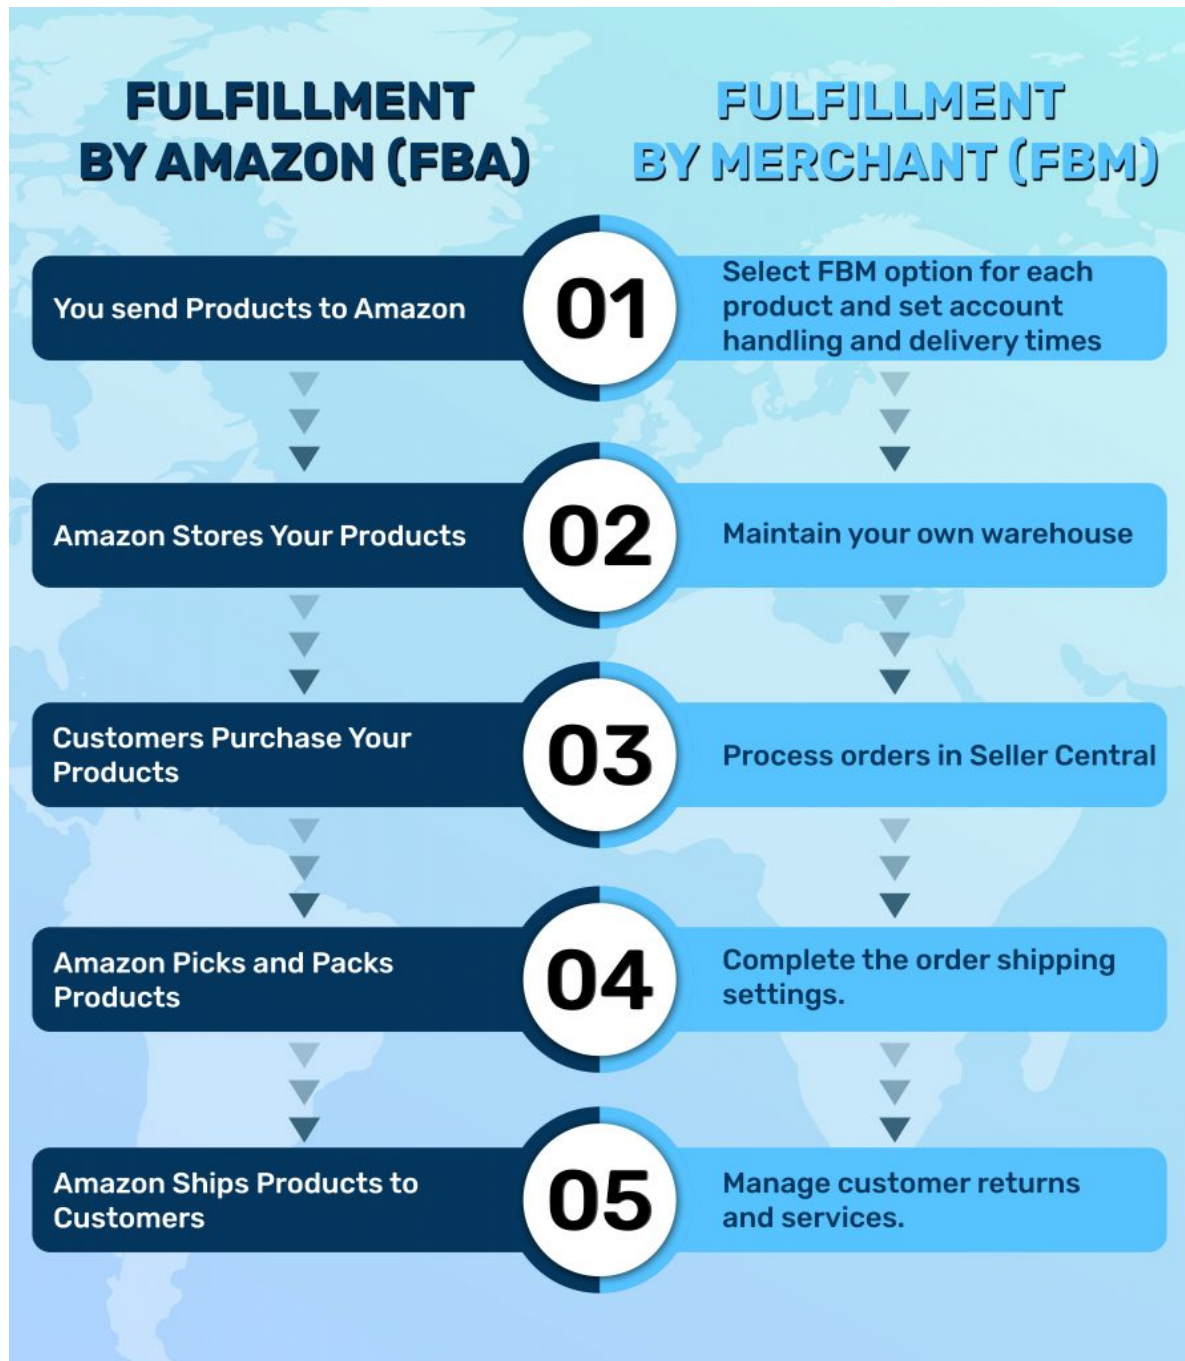 FULFILLMENT
BY AMAZON (FBA)
FULFILLMENT
BY MERCHANT (FBM)
You send Products to Amazon
01
Select FBM option for each
product and set account
handling and delivery times
Amazon Stores Your Products
02
Maintain your own warehouse
Customers Purchase Your
Products
03
Process orders in Seller Central
Amazon Picks and Packs
Products
04
Complete the order shipping
settings.
Amazon Ships Products to
Customers
05
Manage customer returns
and services.